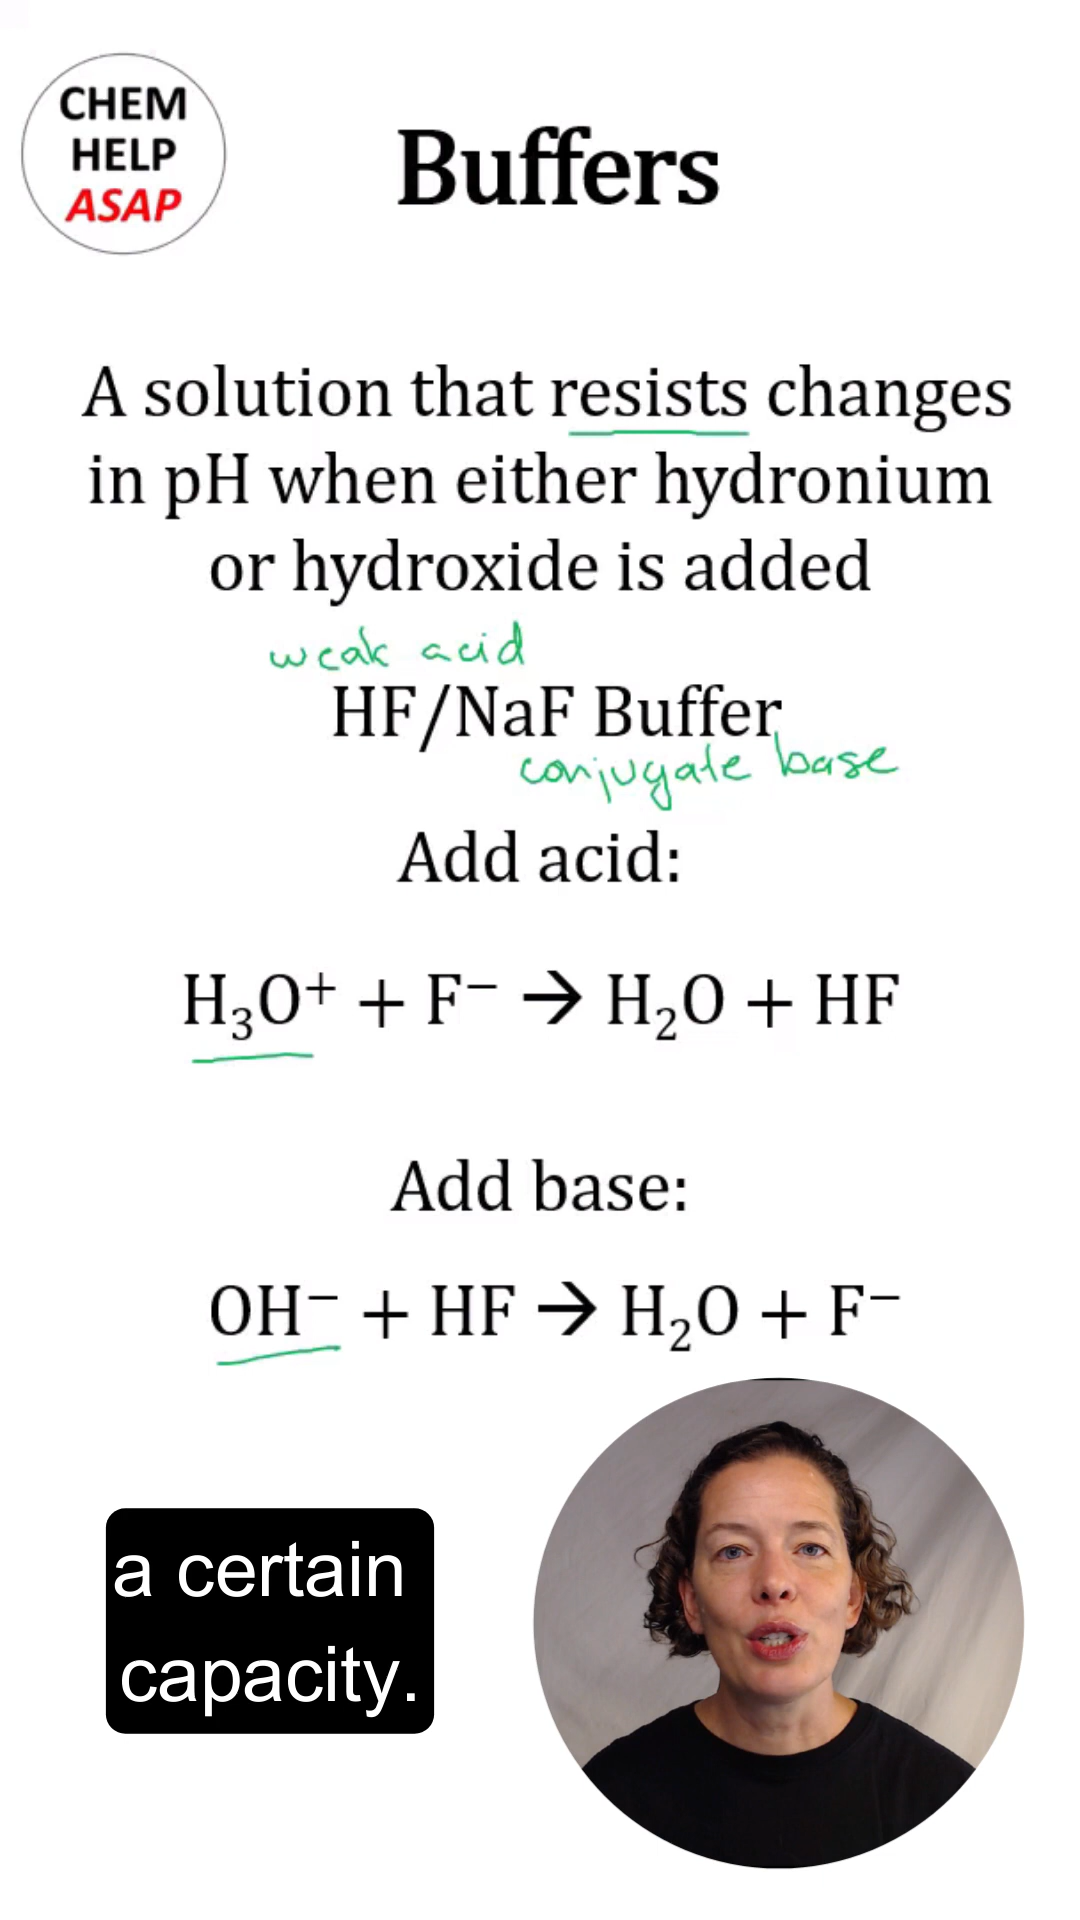 CHEM
HELP
ASAP
Buffers
A solution that resists changes
in pH when either hydronium
or hydroxide is added
weak acid
HF/NaF Buffer
conjugate base
Add acid:
H₃O⁺ + F⁻ → H₂O + HF
Add base:
OH⁻ + HF → H₂O + F⁻
a certain
capacity.